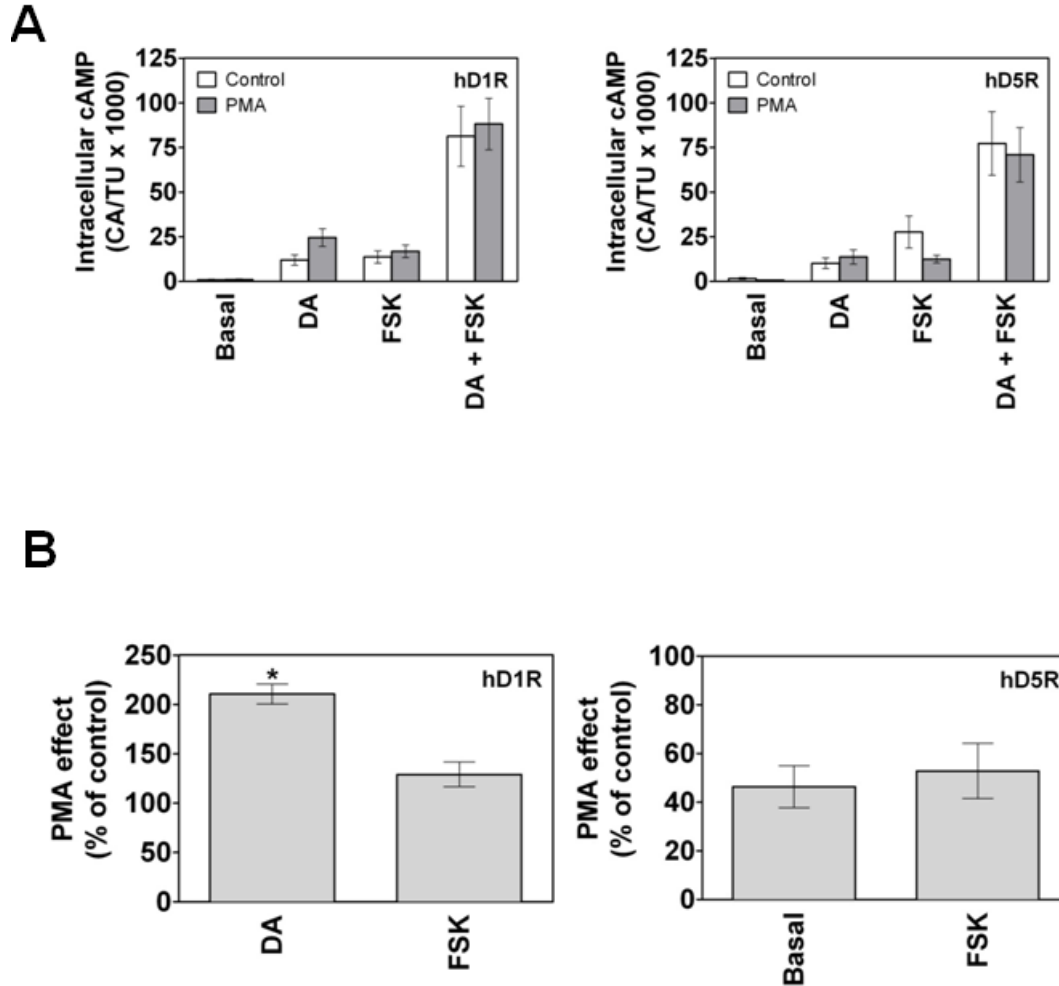 A
Intracellular cAMP
(CA/TU x 1000)
125
100
75
50
25
0
Control
PMA
hD1R
Basal
DA
FSK
DA + FSK
Intracellular cAMP
(CA/TU x 1000)
125
100
75
50
25
0
Control
PMA
hD5R
Basal
DA
FSK
DA + FSK
B
PMA effect
(% of control)
250
200
150
100
50
0
*
hD1R
DA
FSK
PMA effect
(% of control)
100
80
60
40
20
0
hD5R
Basal
FSK